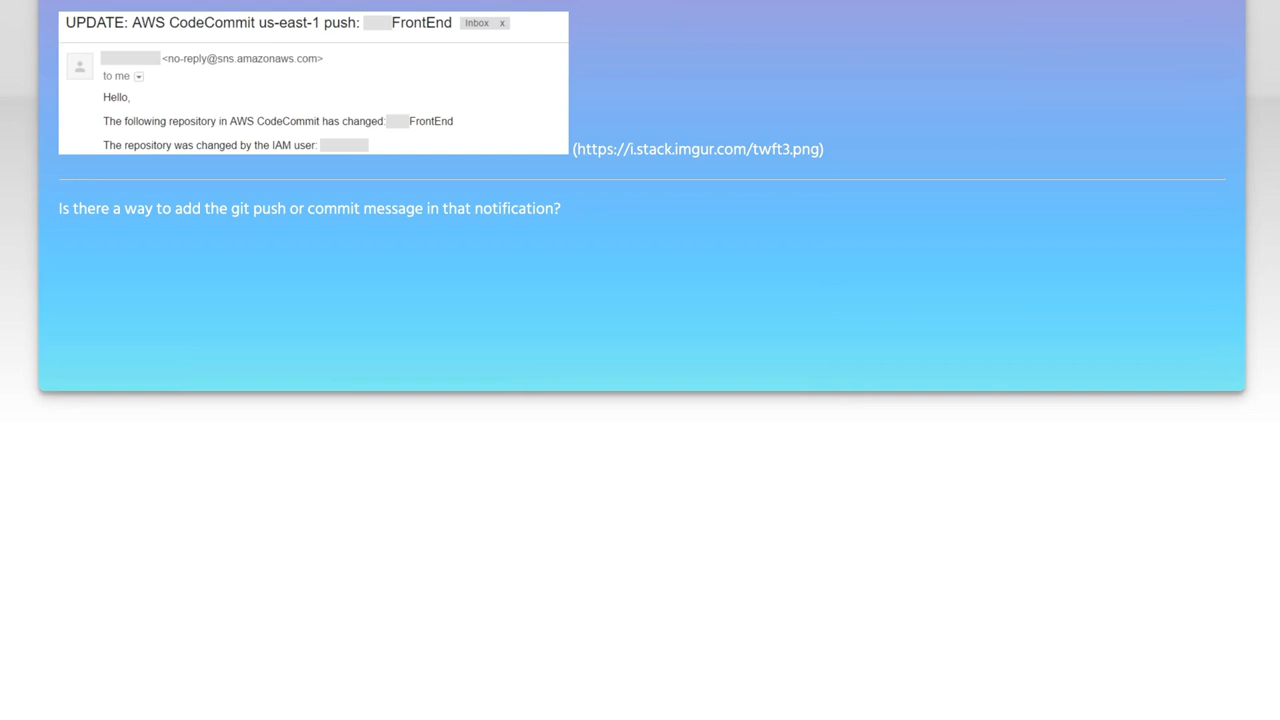 UPDATE: AWS CodeCommit us-east-1 push: FrontEnd Inbox x
<no-reply@sns.amazonaws.com>
to me
Hello,
The following repository in AWS CodeCommit has changed: FrontEnd
The repository was changed by the IAM user:
(https://i.stack.imgur.com/twft3.png)
Is there a way to add the git push or commit message in that notification?